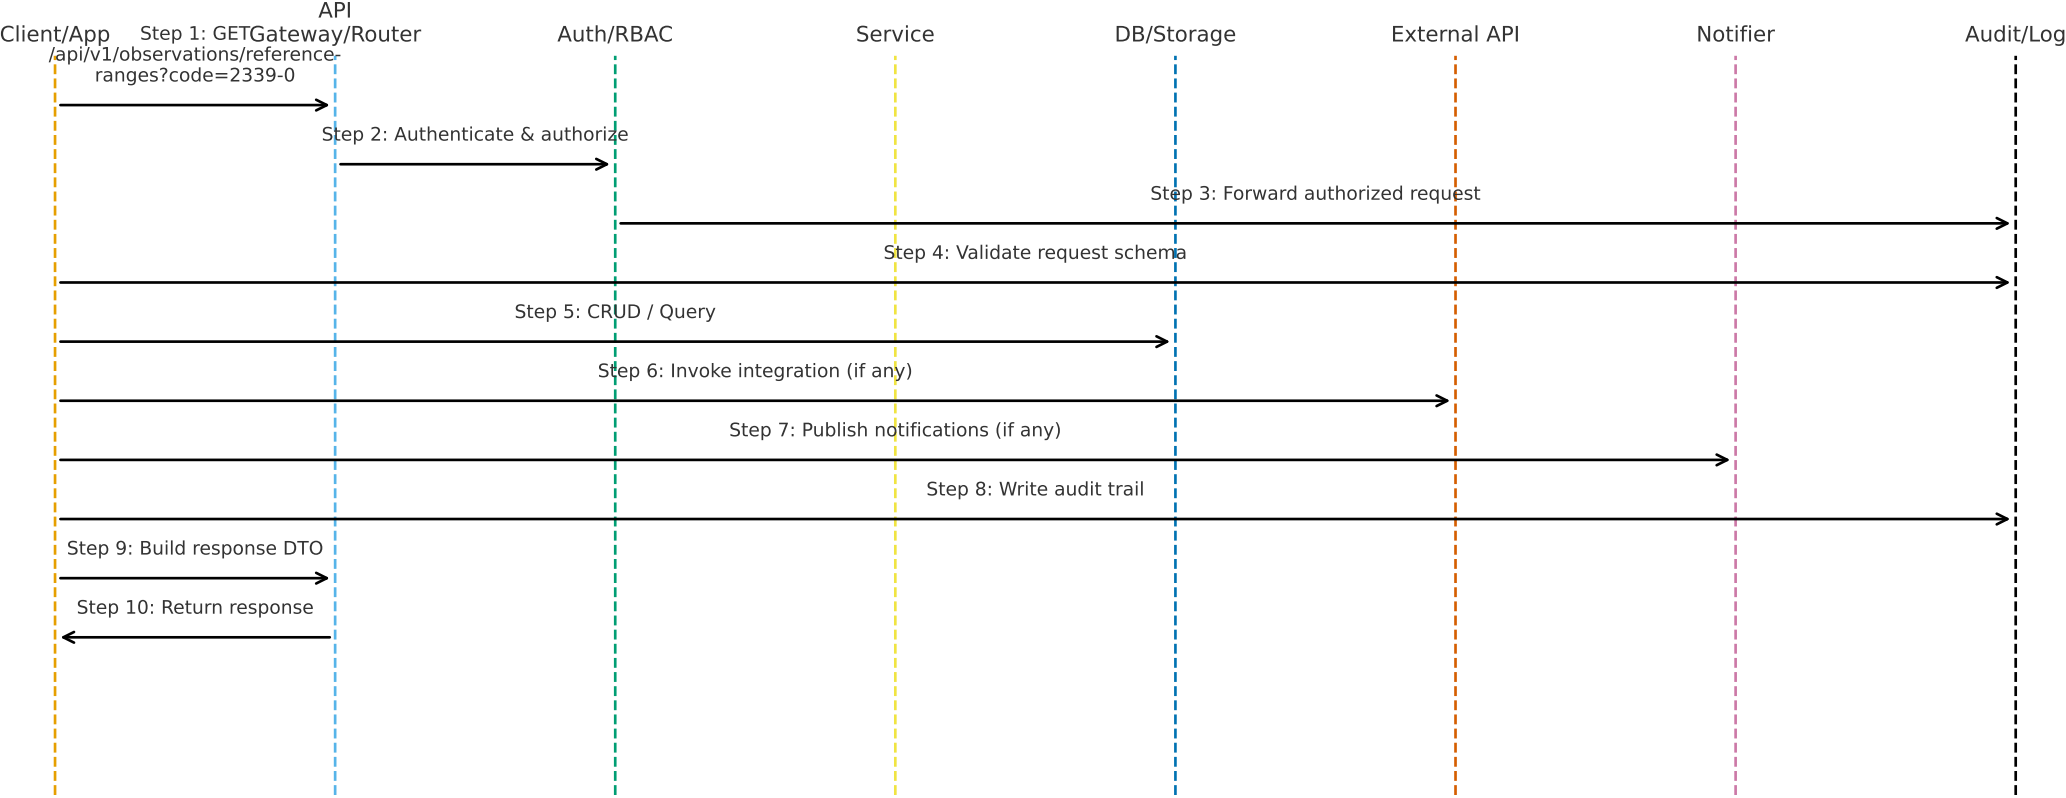 API
Client/App
Gateway/Router
Auth/RBAC
Service
DB/Storage
External API
Notifier
Audit/Log
Step 1: GET
/api/v1/observations/reference-
ranges?code=2339-0
Step 2: Authenticate & authorize
Step 3: Forward authorized request
Step 4: Validate request schema
Step 5: CRUD / Query
Step 6: Invoke integration (if any)
Step 7: Publish notifications (if any)
Step 8: Write audit trail
Step 9: Build response DTO
Step 10: Return response